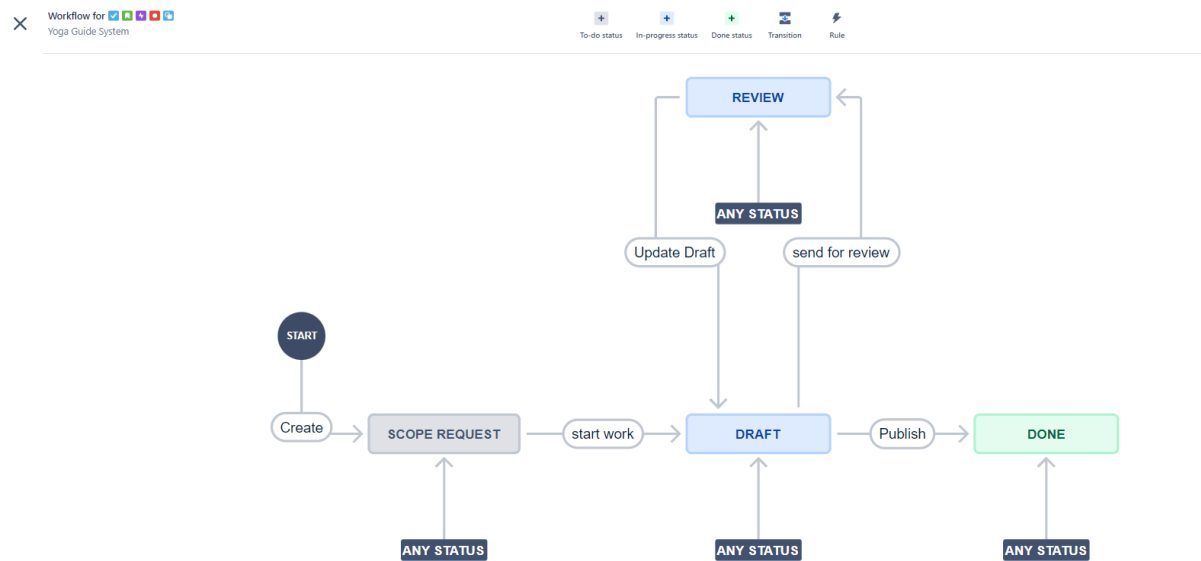 Workflow for
Yoga Guide System
To-do status
In-progress status
Done status
Transition
Rule
REVIEW
ANY STATUS
Update Draft
send for review
START
Create
SCOPE REQUEST
start work
DRAFT
Publish
DONE
ANY STATUS
ANY STATUS
ANY STATUS